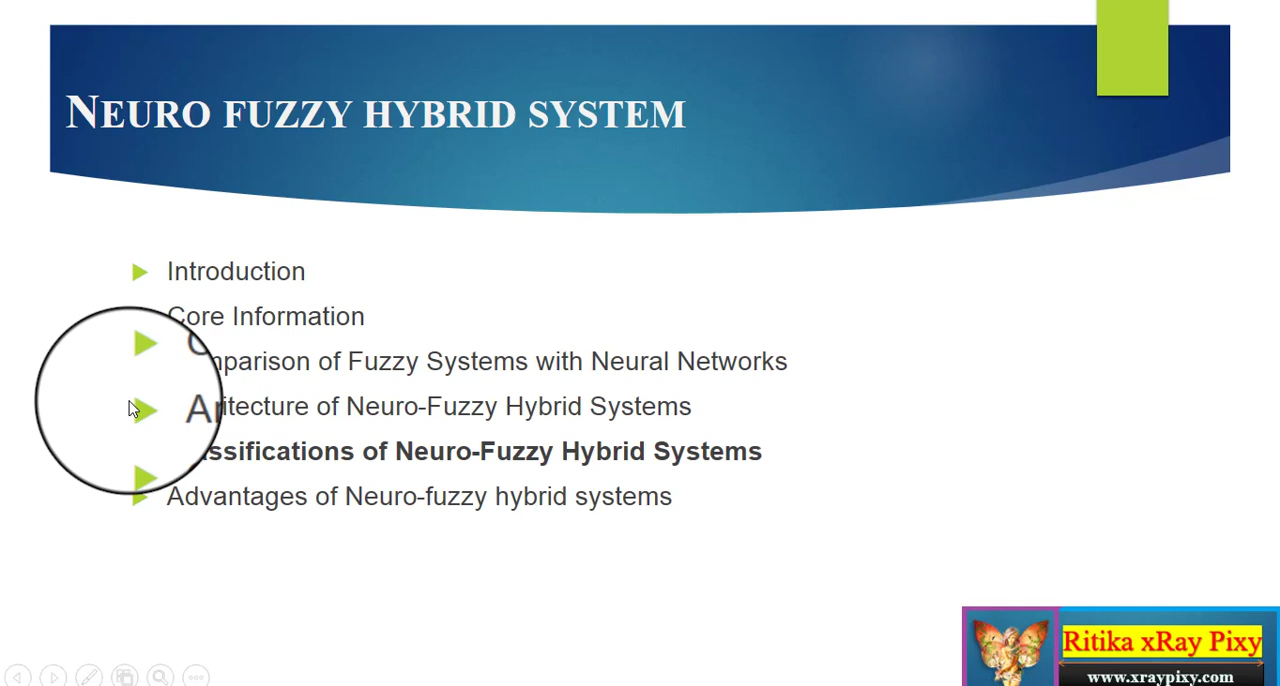 NEURO FUZZY HYBRID SYSTEM
Introduction
Core Information
mparison of Fuzzy Systems with Neural Networks
Aritecture of Neuro-Fuzzy Hybrid Systems
ssifications of Neuro-Fuzzy Hybrid Systems
Advantages of Neuro-fuzzy hybrid systems
Ritika xRay Pixy
www.xraypixy.com